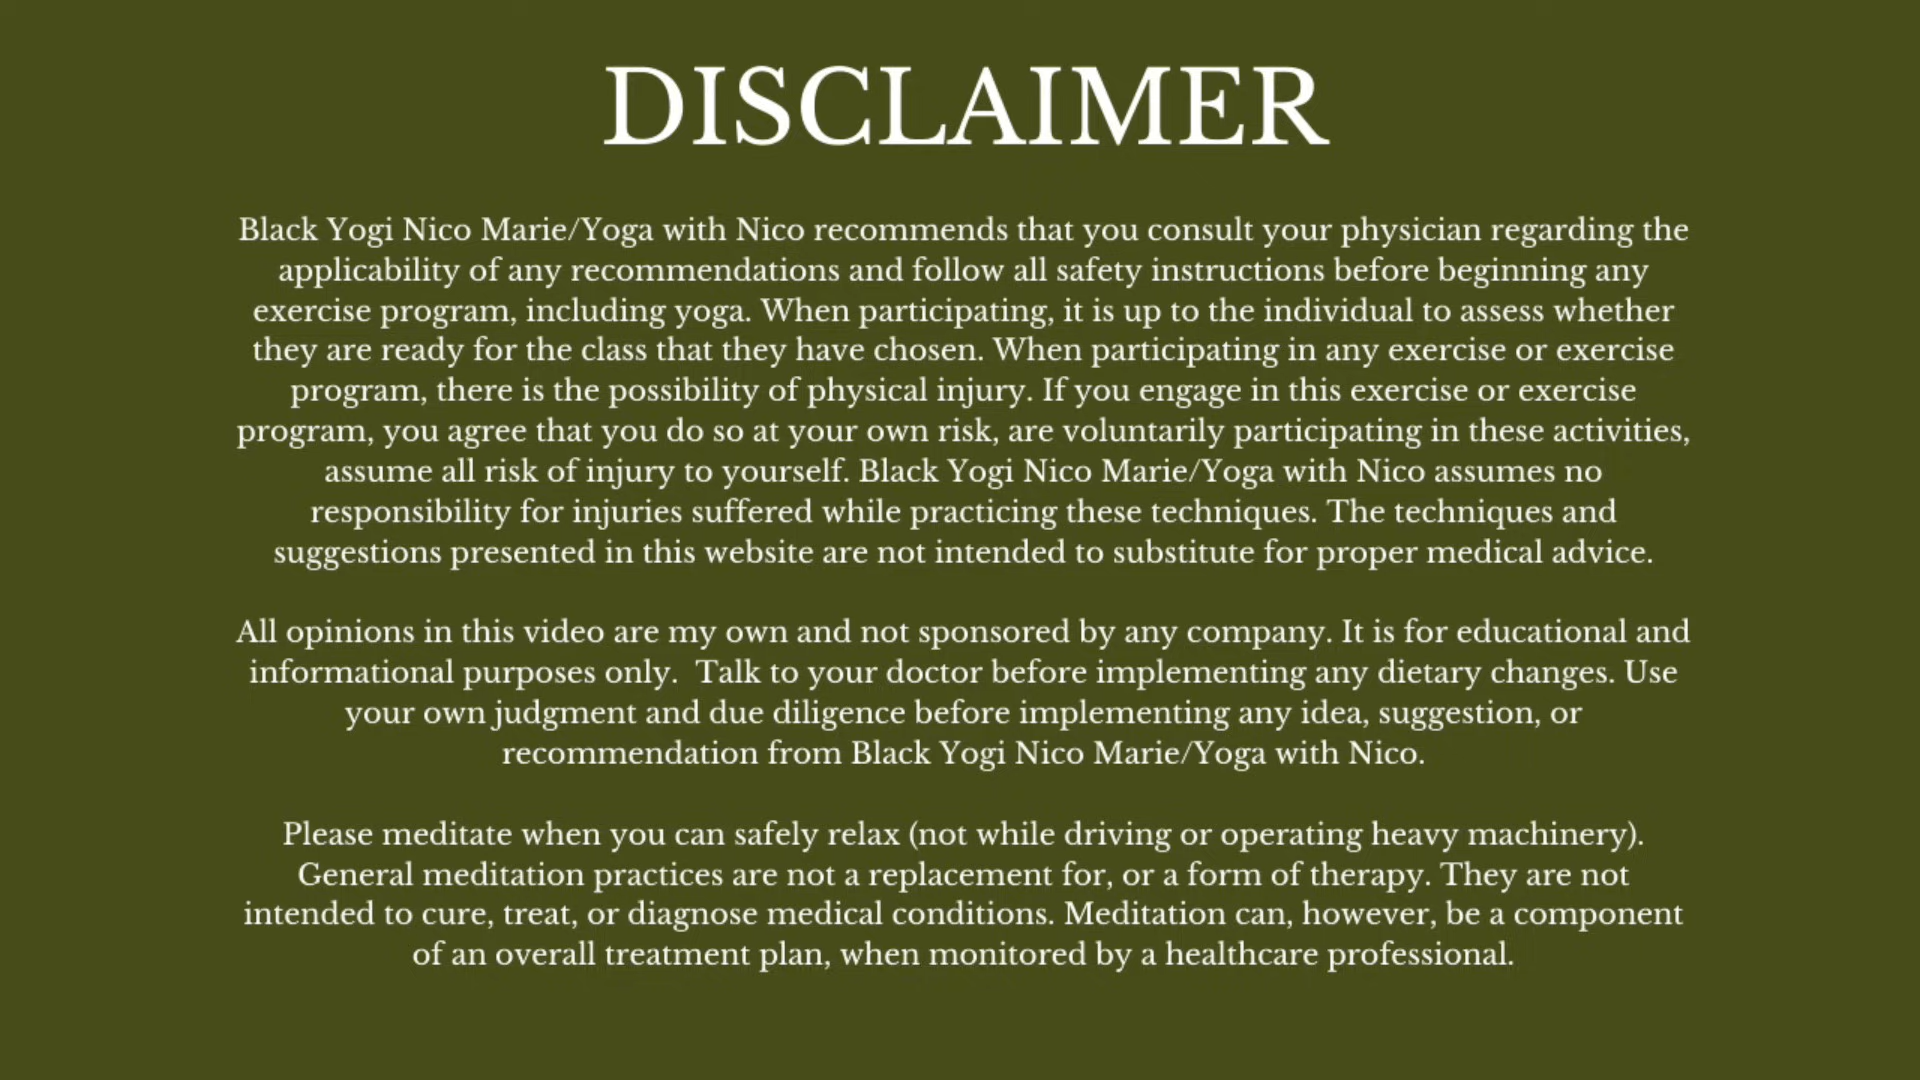 DISCLAIMER
Black Yogi Nico Marie/Yoga with Nico recommends that you consult your physician regarding the
applicability of any recommendations and follow all safety instructions before beginning any
exercise program, including yoga. When participating, it is up to the individual to assess whether
they are ready for the class that they have chosen. When participating in any exercise or exercise
program, there is the possibility of physical injury. If you engage in this exercise or exercise
program, you agree that you do so at your own risk, are voluntarily participating in these activities,
assume all risk of injury to yourself. Black Yogi Nico Marie/Yoga with Nico assumes no
responsibility for injuries suffered while practicing these techniques. The techniques and
suggestions presented in this website are not intended to substitute for proper medical advice.
All opinions in this video are my own and not sponsored by any company. It is for educational and
informational purposes only.  Talk to your doctor before implementing any dietary changes. Use
your own judgment and due diligence before implementing any idea, suggestion, or
recommendation from Black Yogi Nico Marie/Yoga with Nico.
Please meditate when you can safely relax (not while driving or operating heavy machinery).
General meditation practices are not a replacement for, or a form of therapy. They are not
intended to cure, treat, or diagnose medical conditions. Meditation can, however, be a component
of an overall treatment plan, when monitored by a healthcare professional.